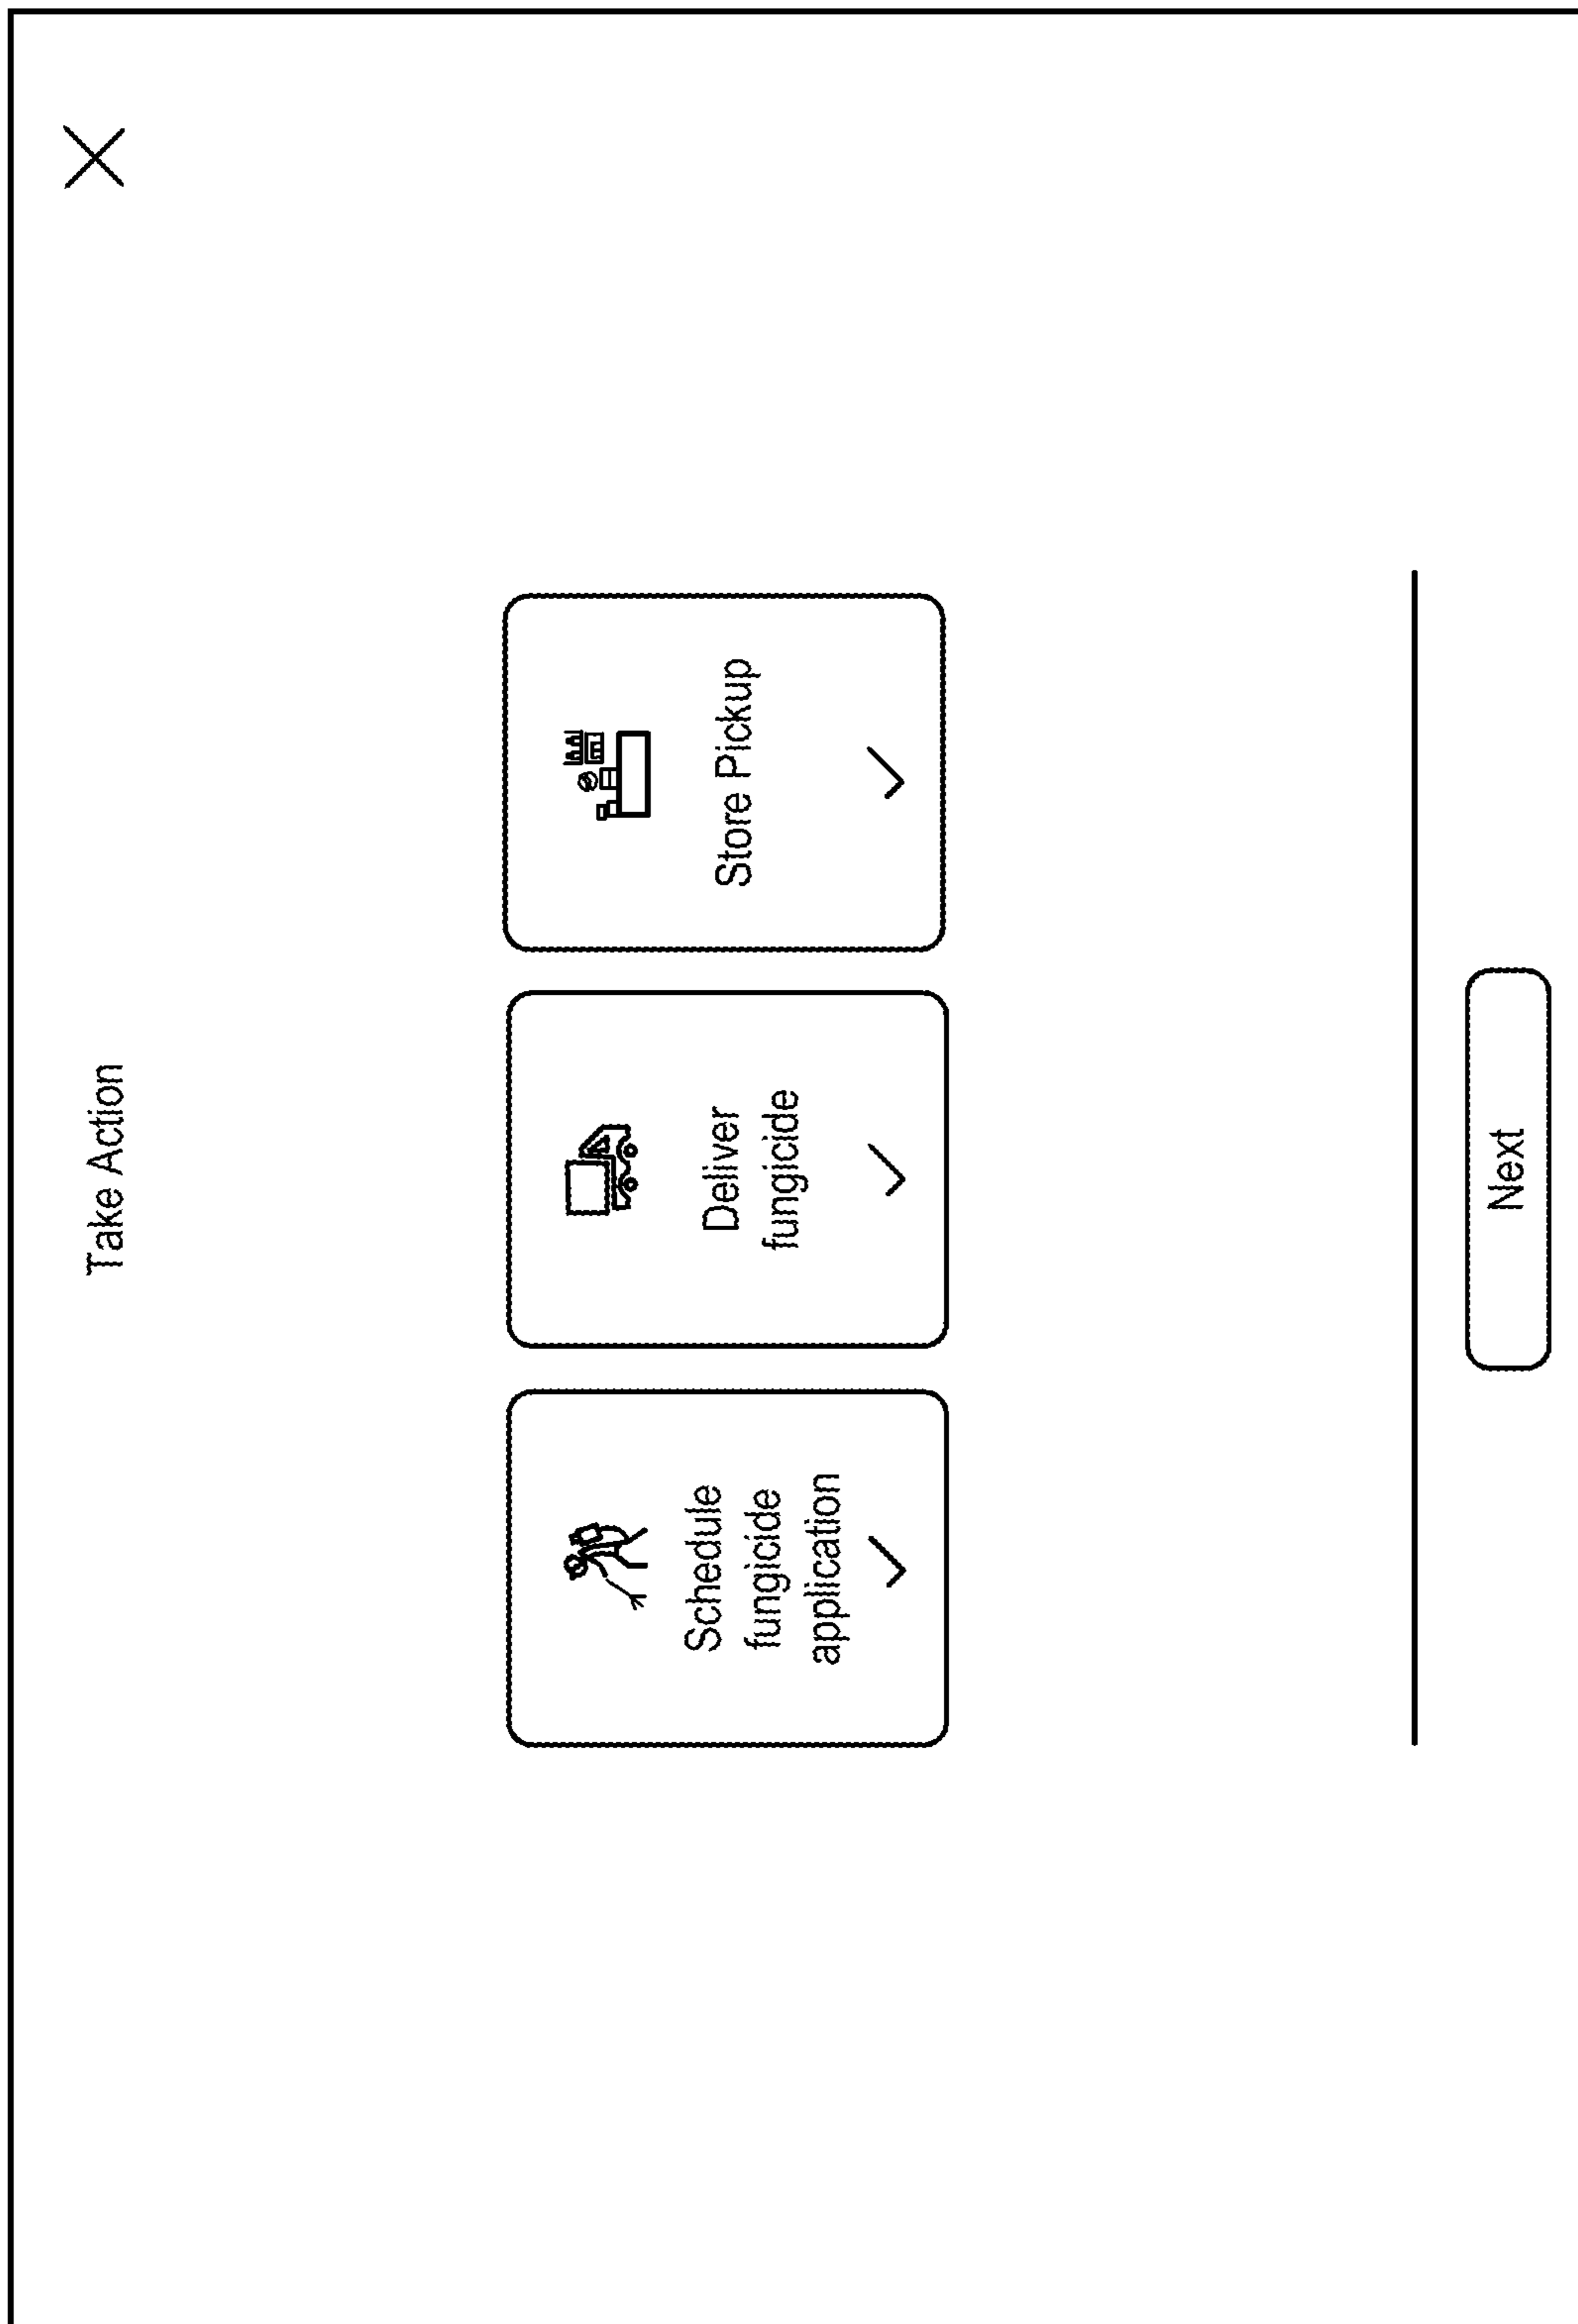 Take Action
Schedule
fungicide
application
Deliver
fungicide
Store Pickup
Next